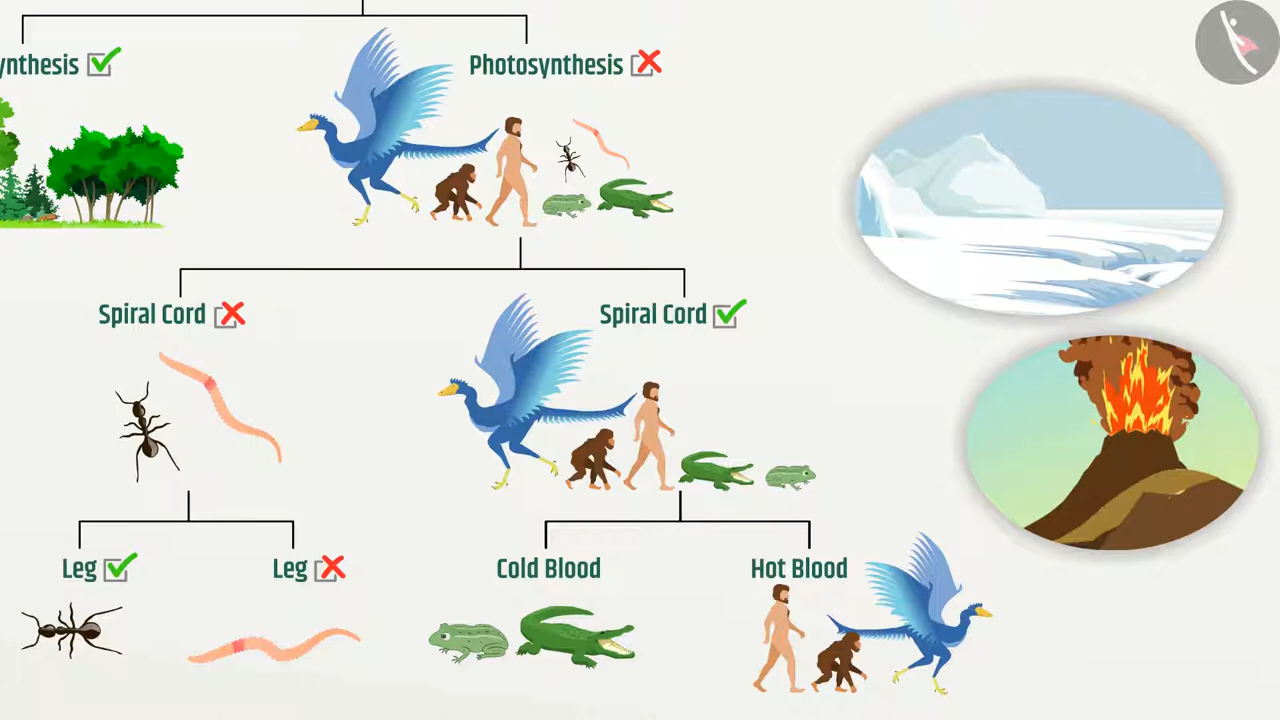 ynthesis
Photosynthesis
Spiral Cord
Spiral Cord
Leg
Leg
Cold Blood
Hot Blood